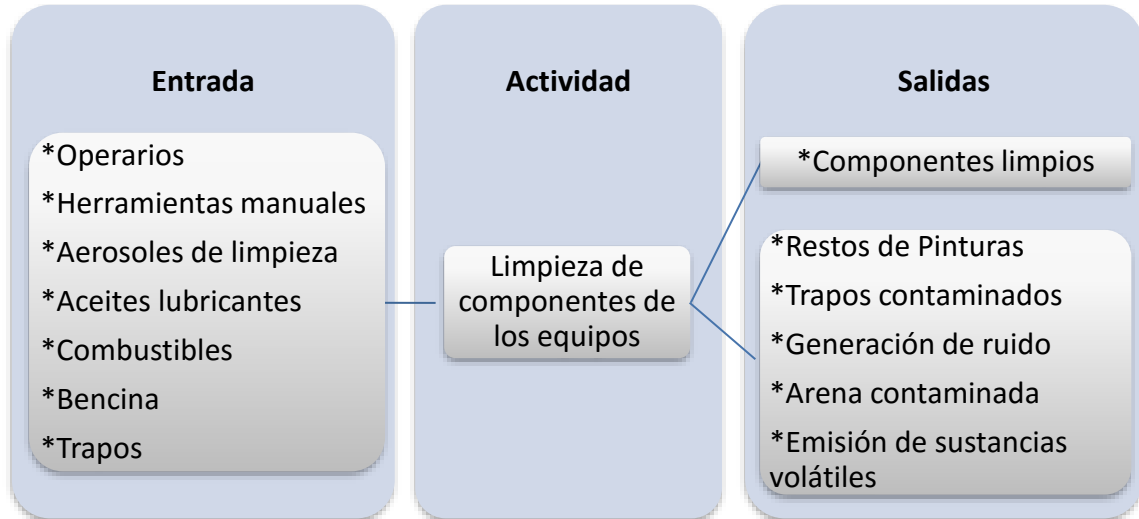 Entrada
*Operarios
*Herramientas manuales
*Aerosoles de limpieza
*Aceites lubricantes
*Combustibles
*Bencina
*Trapos
Actividad
Limpieza de
componentes de
los equipos
Salidas
*Componentes limpios
*Restos de Pinturas
*Trapos contaminados
*Generación de ruido
*Arena contaminada
*Emisión de sustancias
volátiles